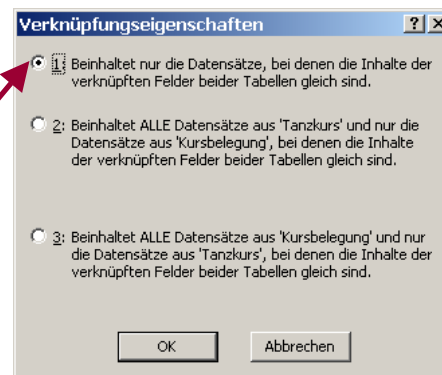 Verknüpfungseigenschaften
1: Beinhaltet nur die Datensätze, bei denen die Inhalte der
verknüpften Felder beider Tabellen gleich sind.
2: Beinhaltet ALLE Datensätze aus 'Tanzkurs' und nur die
Datensätze aus 'Kursbelegung', bei denen die Inhalte
der verknüpften Felder beider Tabellen gleich sind.
3: Beinhaltet ALLE Datensätze aus 'Kursbelegung' und nur
die Datensätze aus 'Tanzkurs', bei denen die Inhalte der
verknüpften Felder beider Tabellen gleich sind.
OK Abbrechen